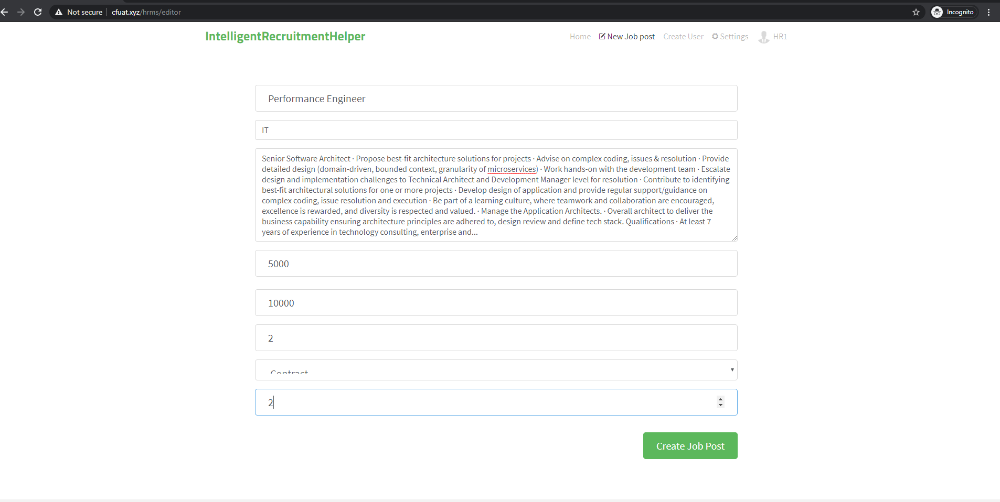 Not secure cfuat.xyz/hrms/editor Incognito
IntelligentRecruitmentHelper Home New Job post Create User Settings HR1
Performance Engineer
IT
Senior Software Architect · Propose best-fit architecture solutions for projects · Advise on complex coding, issues & resolution · Provide
detailed design (domain-driven, bounded context, granularity of microservices) · Work hands-on with the development team · Escalate
design and implementation challenges to Technical Architect and Development Manager level for resolution · Contribute to identifying
best-fit architectural solutions for one or more projects · Develop design of application and provide regular support/guidance on
complex coding, issue resolution and execution · Be part of a learning culture, where teamwork and collaboration are encouraged,
excellence is rewarded, and diversity is respected and valued. · Manage the Application Architects. · Overall architect to deliver the
business capability ensuring architecture principles are adhered to, design review and define tech stack. Qualifications · At least 7
years of experience in technology consulting, enterprise and...
5000
10000
2
Contract
2
Create Job Post